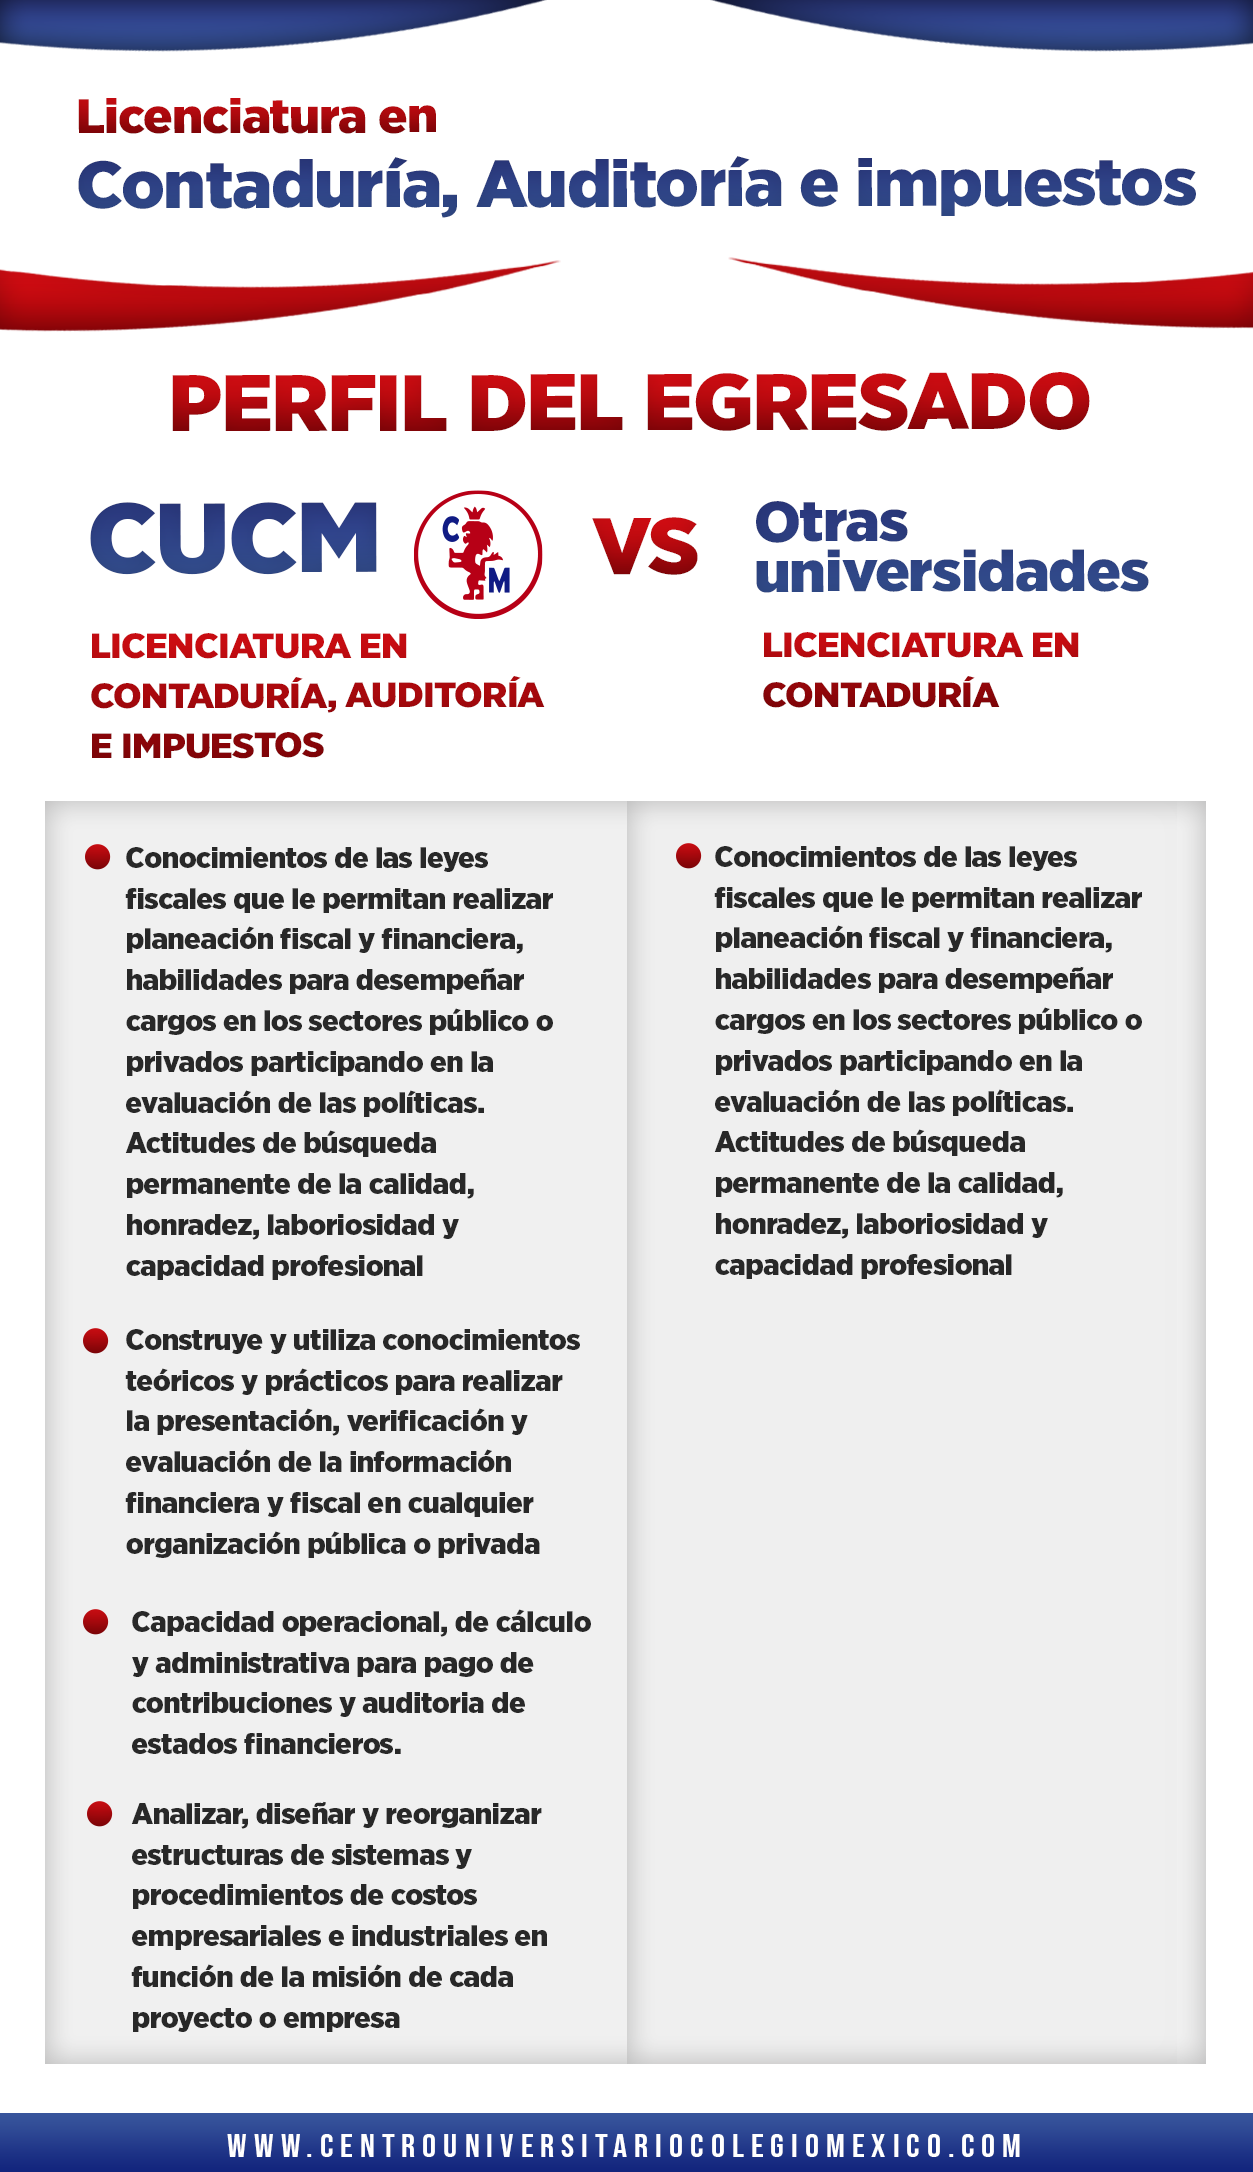 Licenciatura en
Contaduría, Auditoría e impuestos
PERFIL DEL EGRESADO
CUCM
C
M
VS
Otras
universidades
LICENCIATURA EN
CONTADURÍA, AUDITORÍA
E IMPUESTOS
LICENCIATURA EN
CONTADURÍA
Conocimientos de las leyes
fiscales que le permitan realizar
planeación fiscal y financiera,
habilidades para desempeñar
cargos en los sectores público o
privados participando en la
evaluación de las políticas.
Actitudes de búsqueda
permanente de la calidad,
honradez, laboriosidad y
capacidad profesional
Construye y utiliza conocimientos
teóricos y prácticos para realizar
la presentación, verificación y
evaluación de la información
financiera y fiscal en cualquier
organización pública o privada
Capacidad operacional, de cálculo
y administrativa para pago de
contribuciones y auditoria de
estados financieros.
Analizar, diseñar y reorganizar
estructuras de sistemas y
procedimientos de costos
empresariales e industriales en
función de la misión de cada
proyecto o empresa
Conocimientos de las leyes
fiscales que le permitan realizar
planeación fiscal y financiera,
habilidades para desempeñar
cargos en los sectores público o
privados participando en la
evaluación de las políticas.
Actitudes de búsqueda
permanente de la calidad,
honradez, laboriosidad y
capacidad profesional
WWW.CENTROUNIVERSITARIOCOLEGIOMEXICO.COM